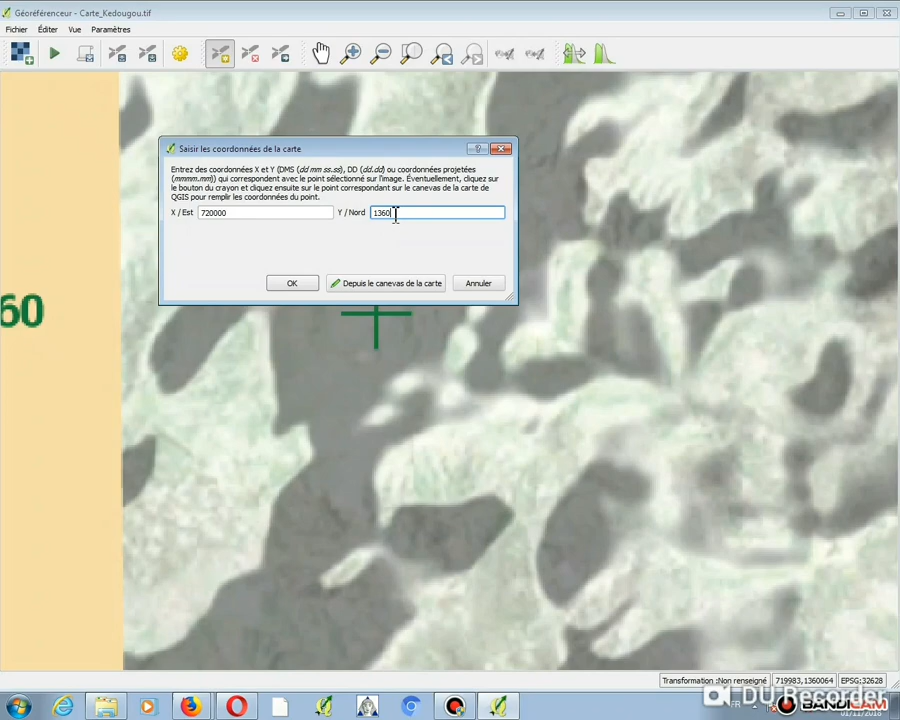 Géoréférenceur - Carte_Kedougou.tif
Fichier Éditer Vue Paramètres
Saisir les coordonnées de la carte
Entrez des coordonnées X et Y (DMS (dd mm ss.ss), DD (dd.dd) ou coordonnées projetées
(mmmm.mm)) qui correspondent avec le point sélectionné sur l'image. Éventuellement, cliquez sur
le bouton du crayon et cliquez ensuite sur le point correspondant sur le canevas de la carte de
QGIS pour remplir les coordonnées du point.
X / Est 720000 Y / Nord 1360
OK Depuis le canevas de la carte Annuler
60
Transformation :Non renseigné 719983,1360064 EPSG:32628
FR
DU Recorder
BANDICAM
01/11/2018